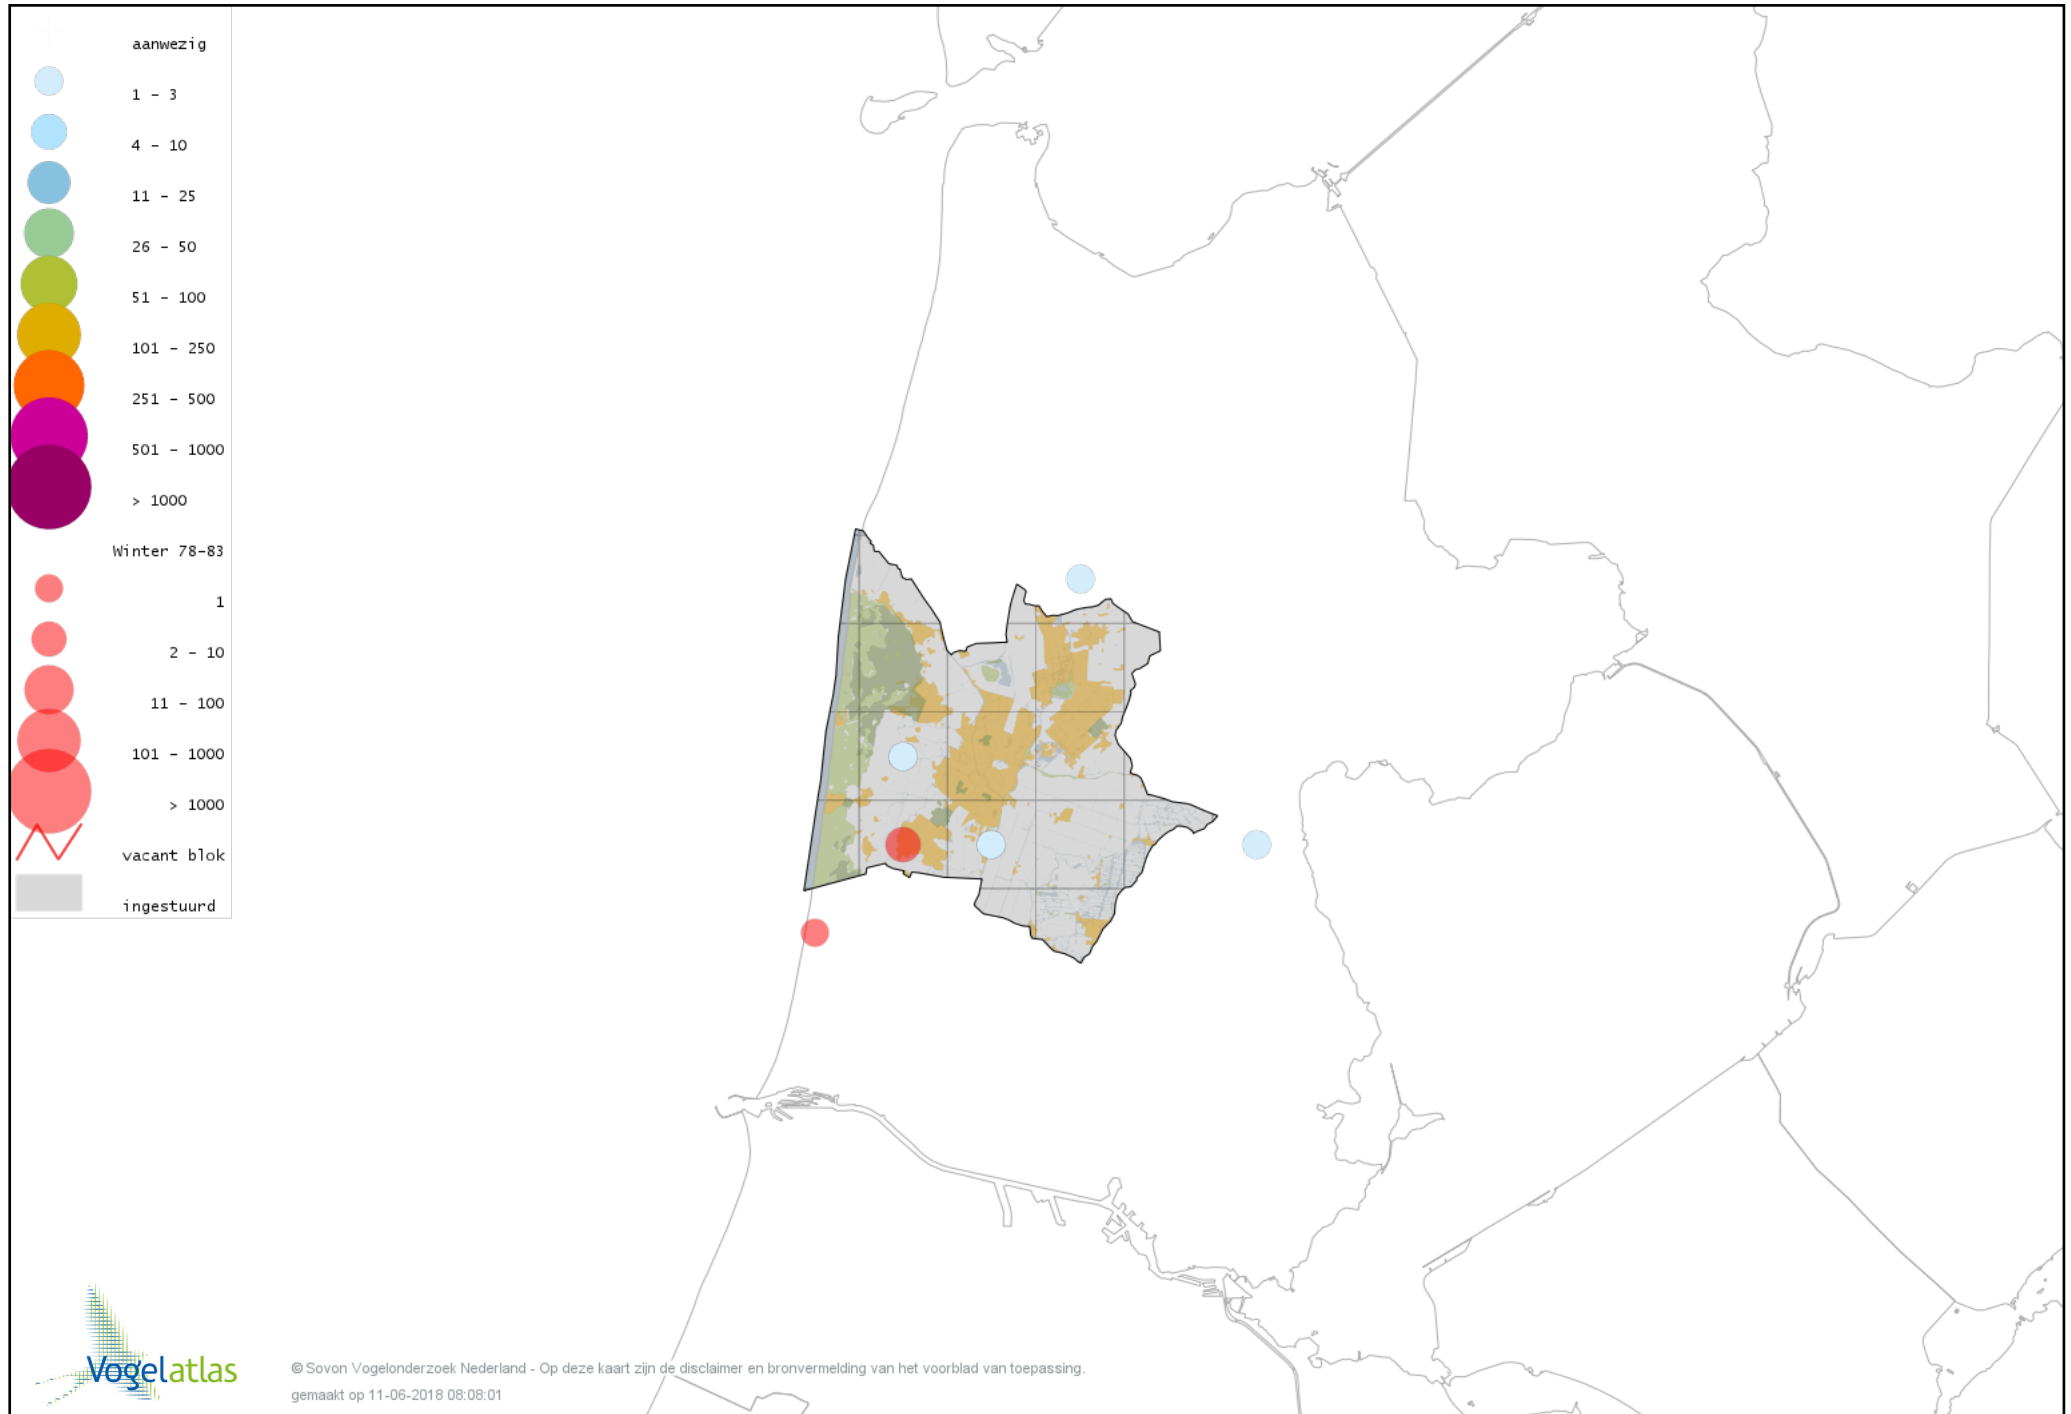 aanwezig
1 - 3
4 - 10
11 - 25
26 - 50
51 - 100
101 - 250
251 - 500
501 - 1000
> 1000
Winter 78-83
1
2 - 10
11 - 100
101 - 1000
> 1000
vacant blok
ingestuurd
Vogelatlas
© Sovon Vogelonderzoek Nederland - Op deze kaart zijn de disclaimer en bronvermelding van het voorblad van toepassing.
gemaakt op 11-06-2018 08:08:01